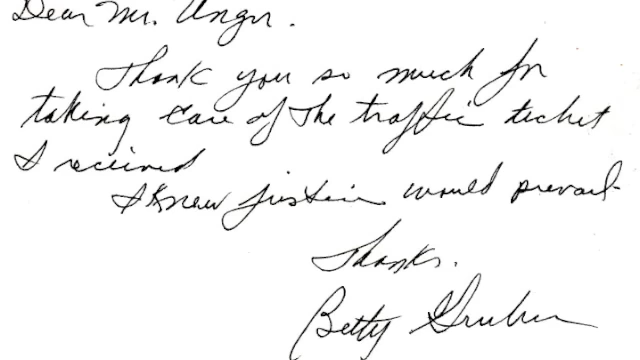 Dear Mr. Unger.
Thank you so much for
taking care of the traffic ticket
I received
I knew justice would prevail.
Thanks.
Betty Gruber